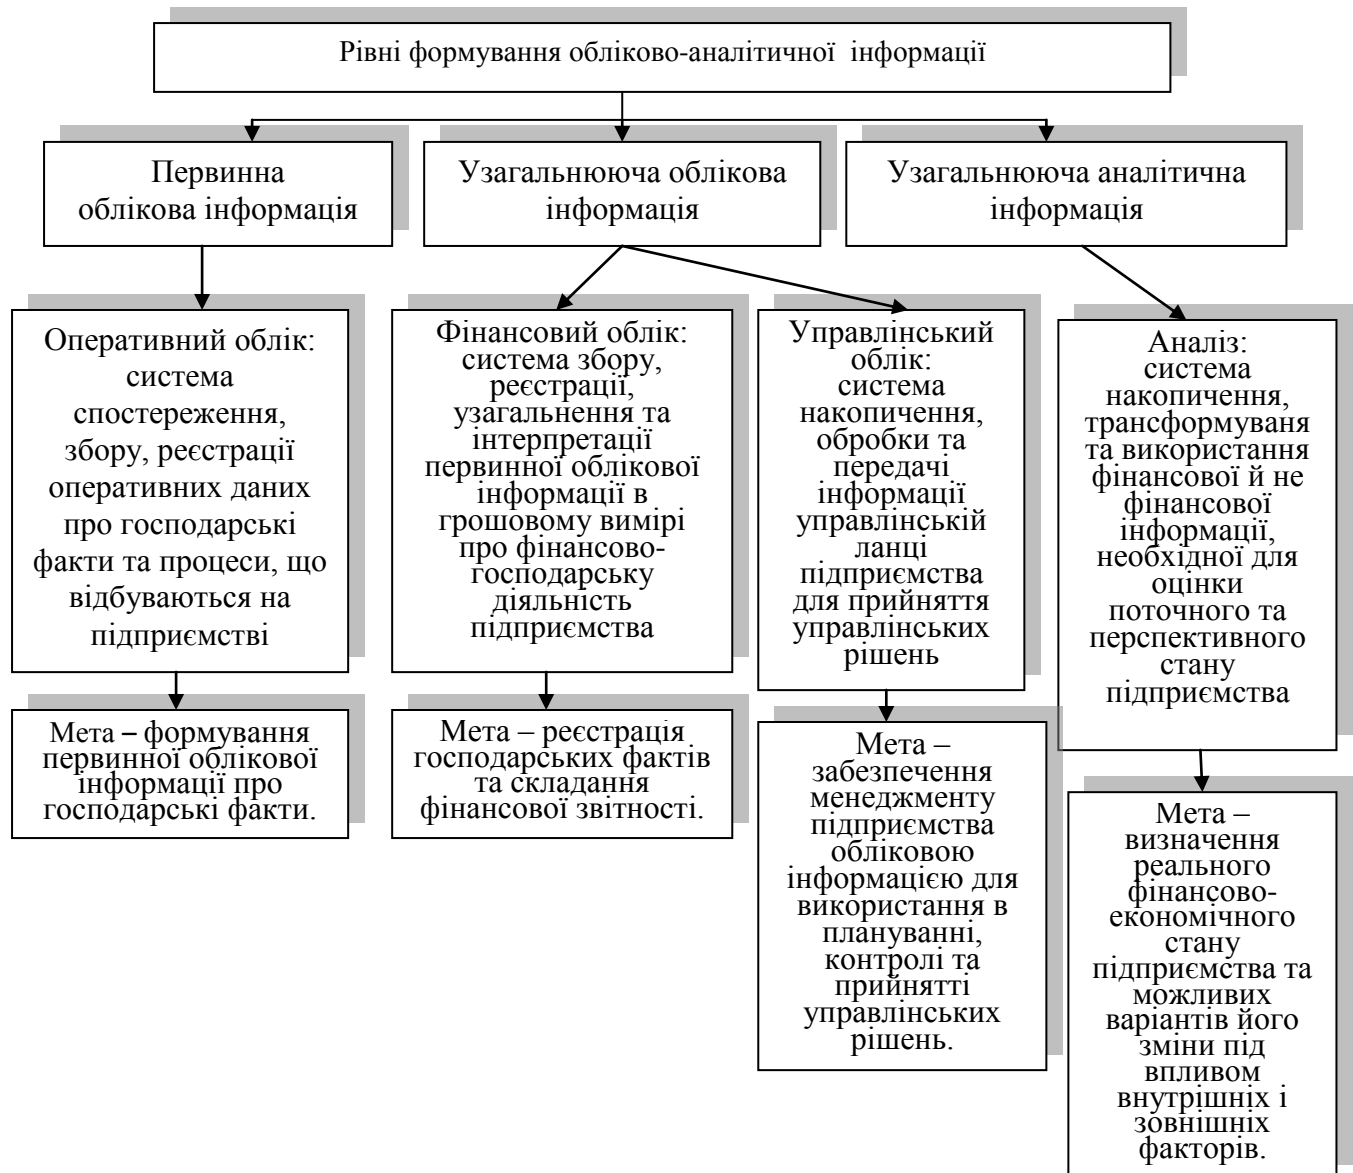 Рівні формування обліково-аналітичної  інформації
Первинна
облікова інформація
Узагальнююча облікова
інформація
Узагальнююча аналітична
інформація
Оперативний облік:
система
спостереження,
збору, реєстрації
оперативних даних
про господарські
факти та процеси, що
відбуваються на
підприємстві
Фінансовий облік:
система збору,
реєстрації,
узагальнення та
інтерпретації
первинної облікової
інформації в
грошовому вимірі
про фінансово-
господарську
діяльність
підприємства
Управлінський
облік:
система
накопичення,
обробки та
передачі
інформації
управлінській
ланці
підприємства
для прийняття
управлінських
рішень
Аналіз:
система
накопичення,
трансформуваня
та використання
фінансової й не
фінансової
інформації,
необхідної для
оцінки
поточного та
перспективного
стану
підприємства
Мета – формування
первинної облікової
інформації про
господарські факти.
Мета – реєстрація
господарських фактів
та складання
фінансової звітності.
Мета –
забезпечення
менеджменту
підприємства
обліковою
інформацією для
використання в
плануванні,
контролі та
прийнятті
управлінських
рішень.
Мета –
визначення
реального
фінансово-
економічного
стану
підприємства та
можливих
варіантів його
зміни під
впливом
внутрішніх і
зовнішніх
факторів.